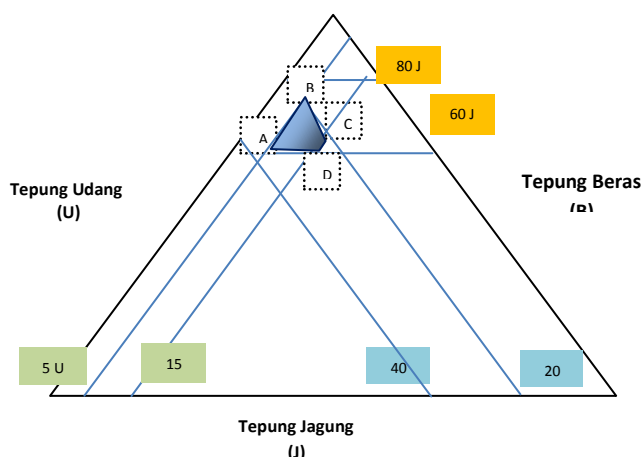 80 J
B
60 J
C
A
D
Tepung Udang
(U)
Tepung Beras
(B)
5 U
15
40
20
Tepung Jagung
(J)